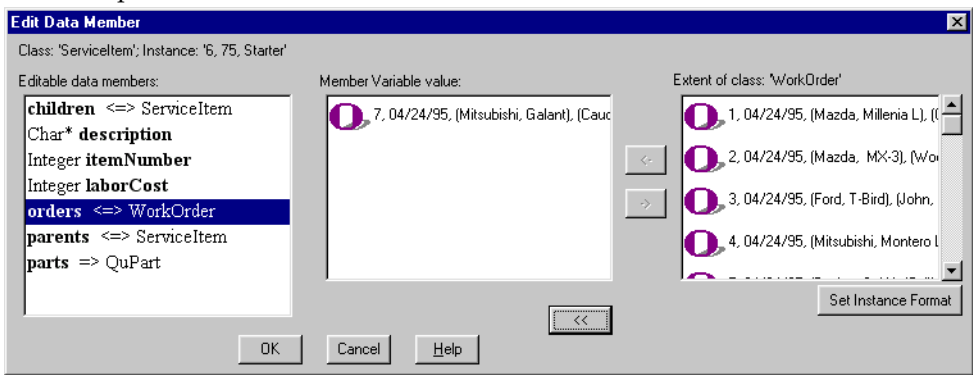 Edit Data Member
Class: 'ServiceItem'; Instance: '6, 75, Starter'
Editable data members:
Member Variable value:
Extent of class: 'WorkOrder'
children <=> ServiceItem
Char* description
Integer itemNumber
Integer laborCost
orders <=> WorkOrder
parents <=> ServiceItem
parts => QuPart
7, 04/24/95, (Mitsubishi, Galant), (Cauc
<-
->
1, 04/24/95, (Mazda, Millenia L), ((
2, 04/24/95, (Mazda, MX-3), (Wo
3, 04/24/95, (Ford, T-Bird), (John,
4, 04/24/95, (Mitsubishi, Montero L
Set Instance Format
<<
OK
Cancel
Help